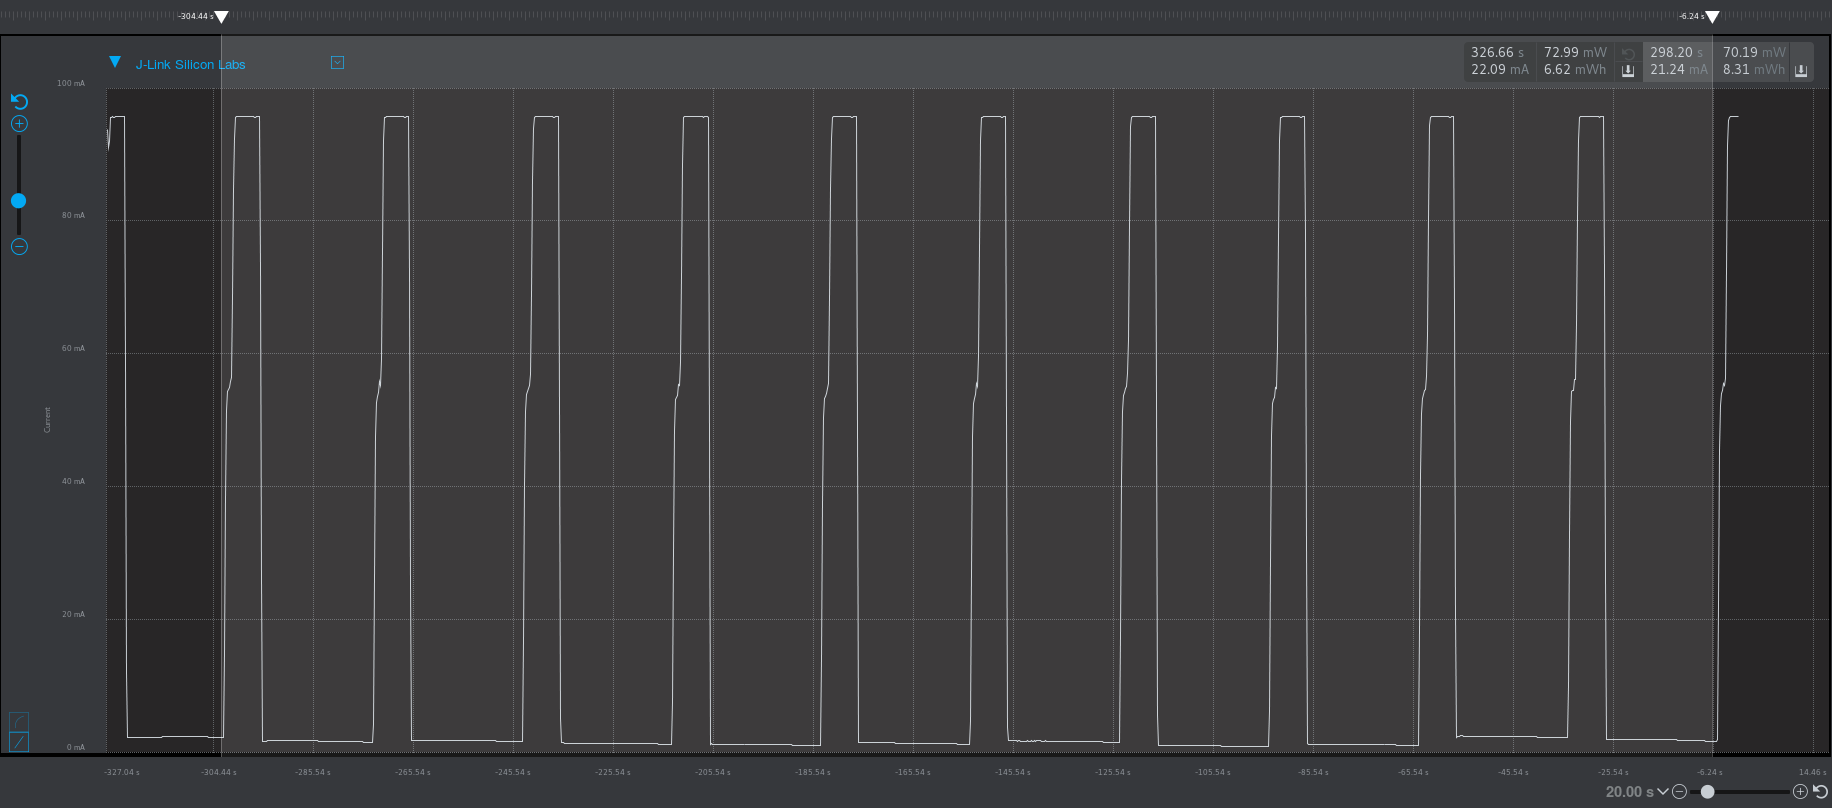 -304.44 s
-6.24 s
J-Link Silicon Labs
326.66 s 72.99 mW 298.20 s 70.19 mW
22.09 mA 6.62 mWh 21.24 mA 8.31 mWh
100 mA
80 mA
60 mA
Current
40 mA
20 mA
0 mA
-327.04 s -304.44 s -285.54 s -265.54 s -245.54 s -225.54 s -205.54 s -185.54 s -165.54 s -145.54 s -125.54 s -105.54 s -85.54 s -65.54 s -45.54 s -25.54 s -6.24 s 14.46 s
20.00 s